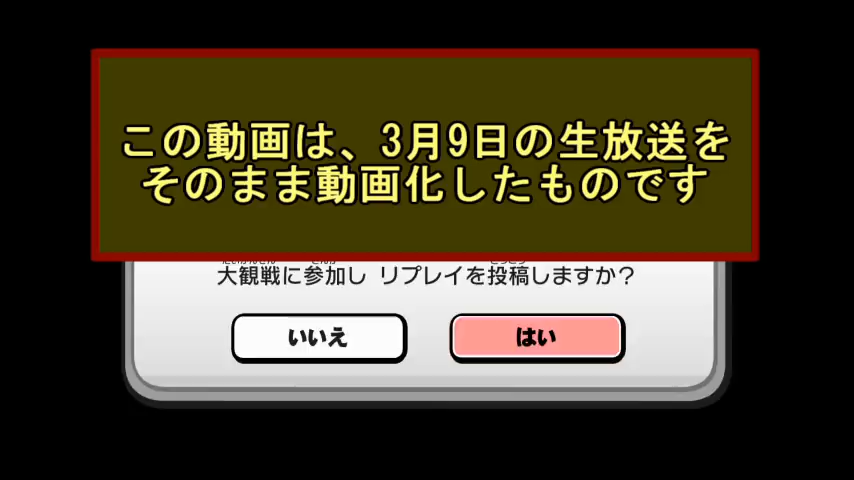 この動画は、3月9日の生放送を
そのまま動画化したものです
大観戦に参加し リプレイを投稿しますか?
いいえ
はい